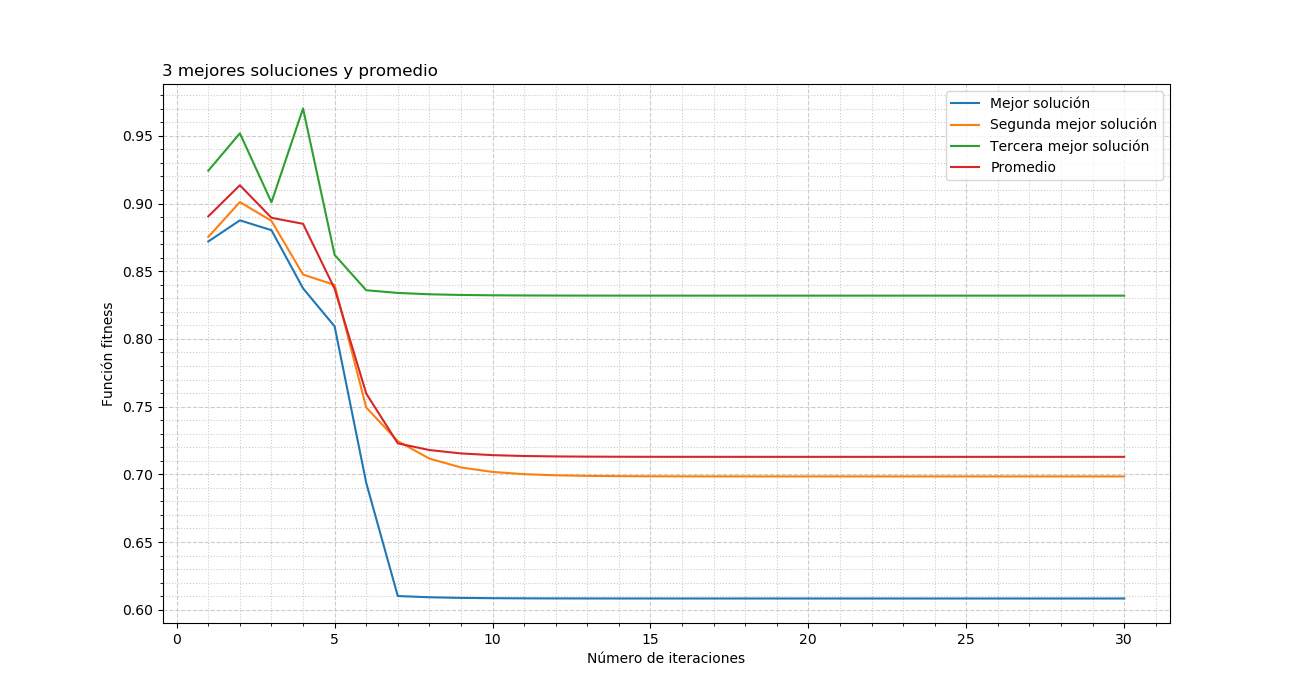 3 mejores soluciones y promedio
Mejor solución
Segunda mejor solución
Tercera mejor solución
Promedio
Función fitness
0.95
0.90
0.85
0.80
0.75
0.70
0.65
0.60
0 5 10 15 20 25 30
Número de iteraciones